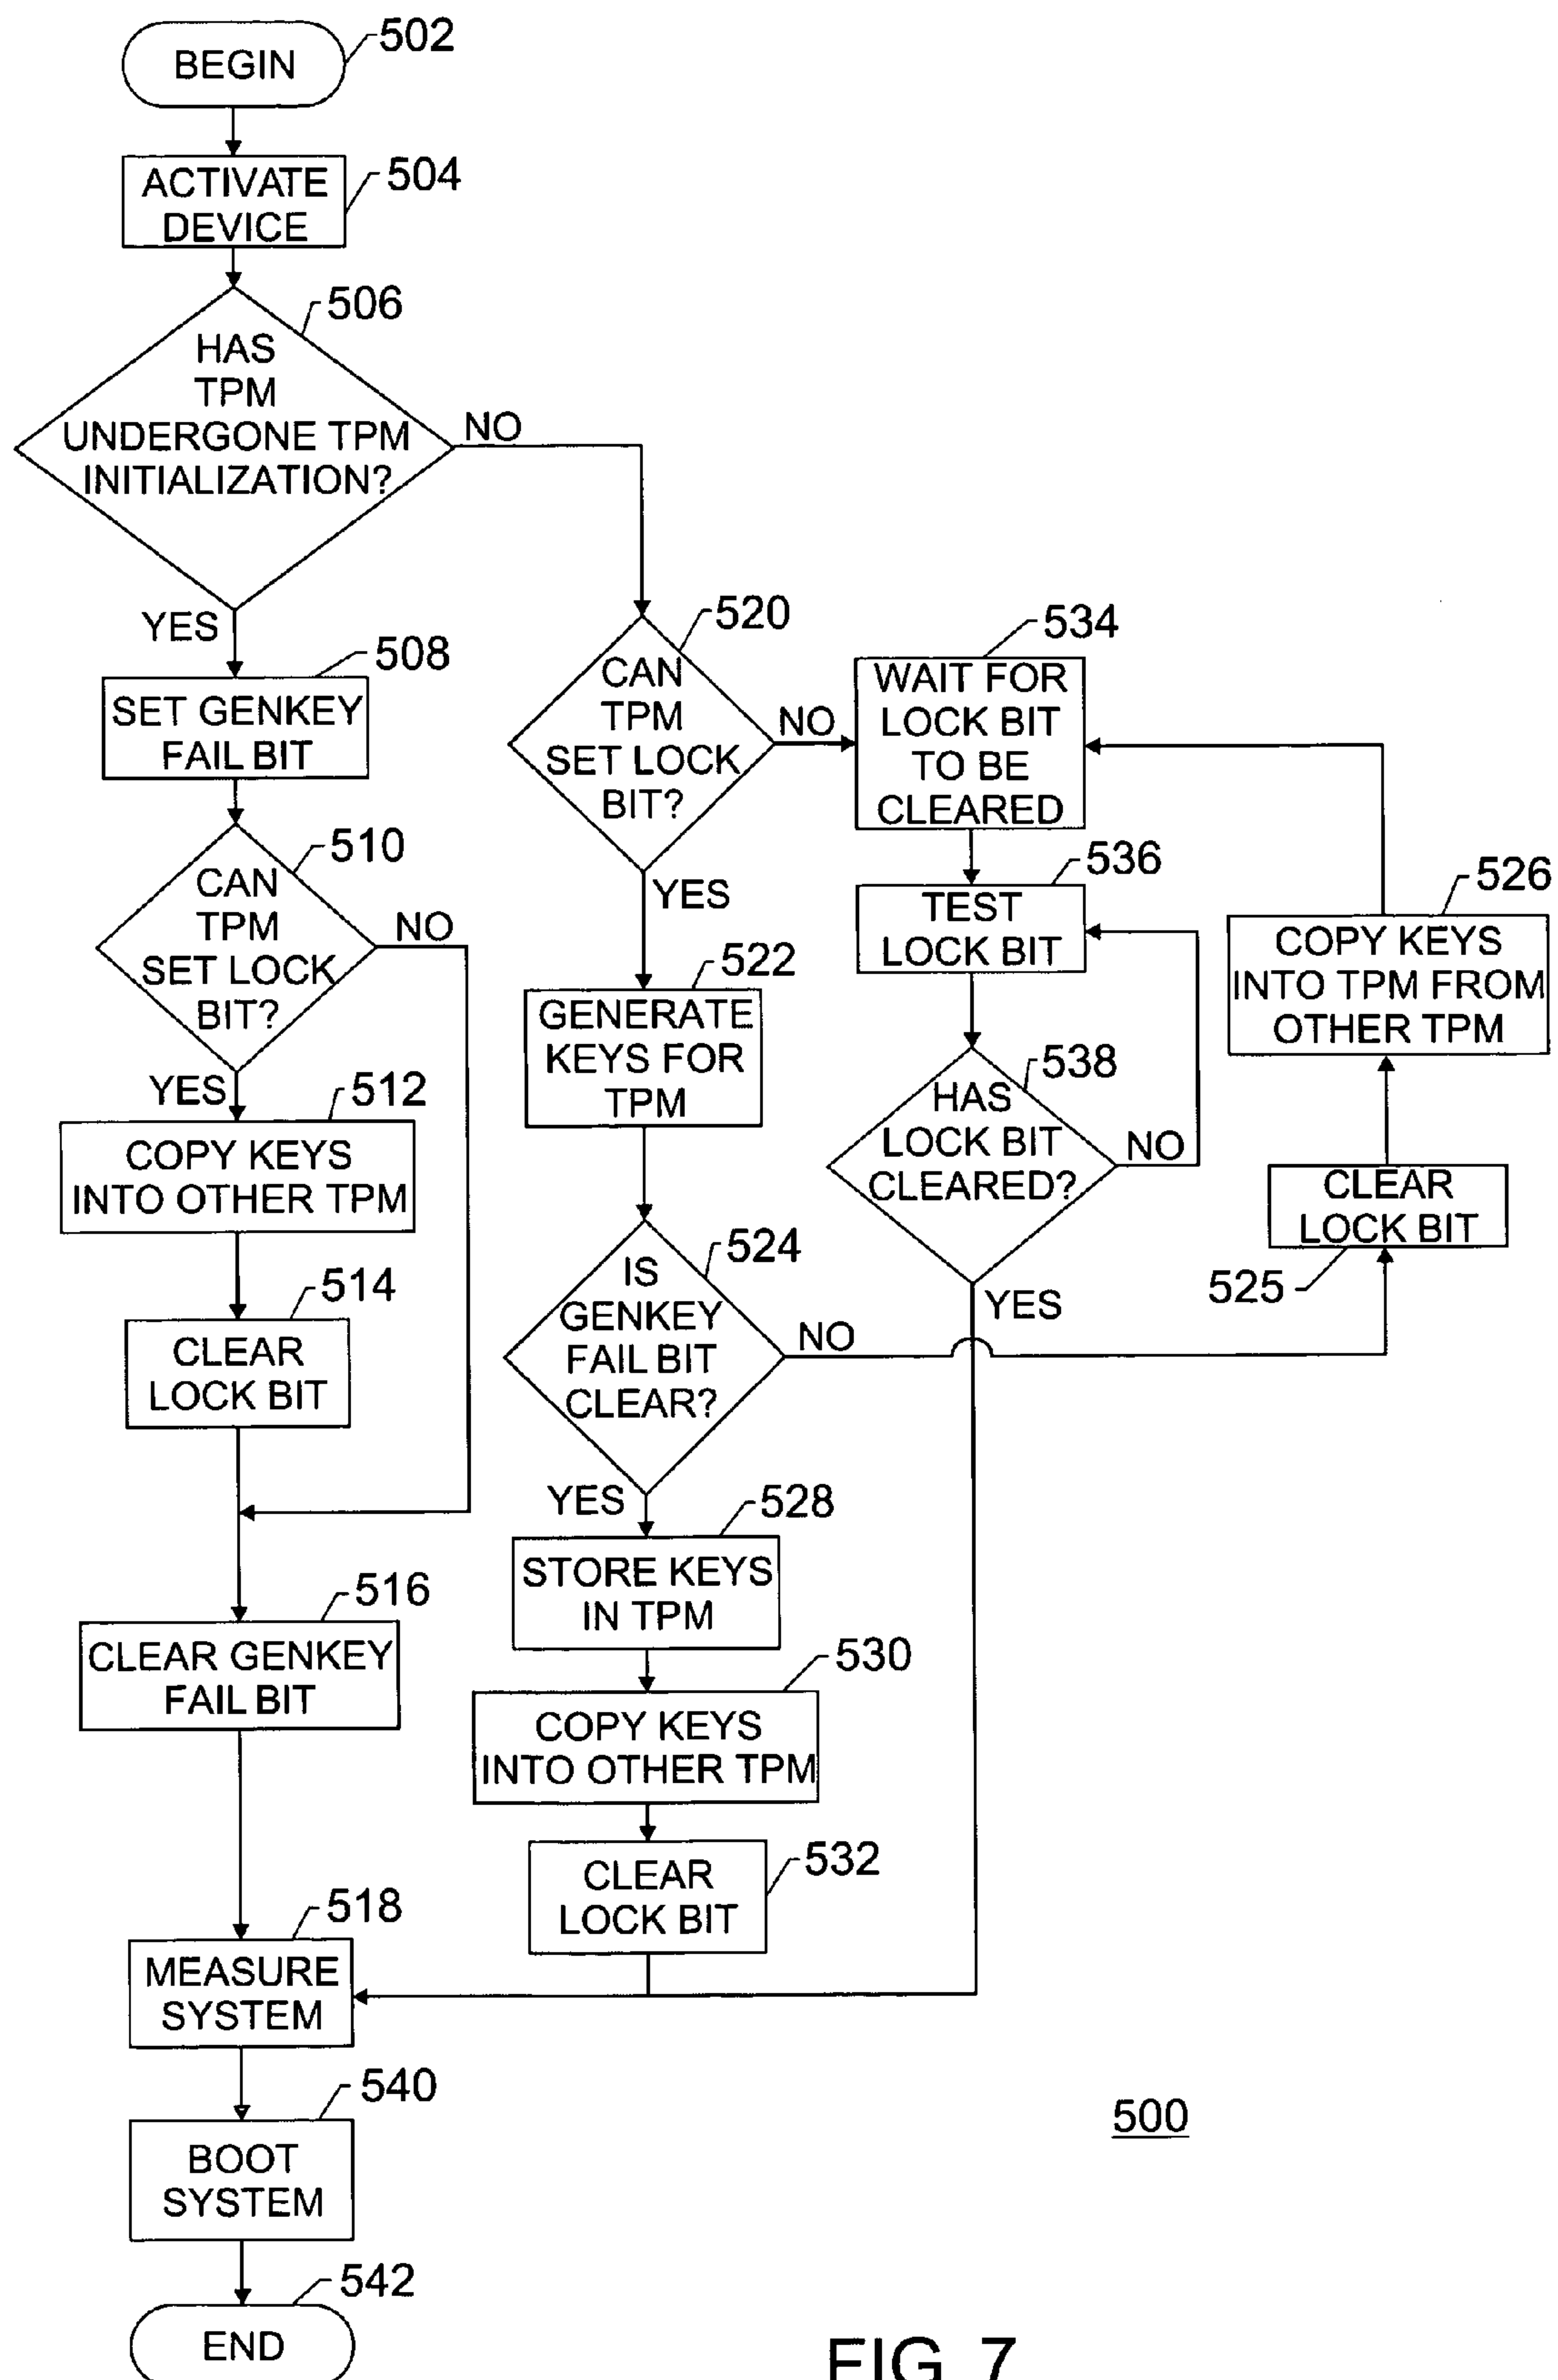 502
BEGIN
504
ACTIVATE
DEVICE
506
HAS
TPM
UNDERGONE TPM
INITIALIZATION?
NO
YES
508
SET GENKEY
FAIL BIT
510
CAN
TPM
SET LOCK
BIT?
NO
YES
512
COPY KEYS
INTO OTHER TPM
514
CLEAR
LOCK BIT
516
CLEAR GENKEY
FAIL BIT
518
MEASURE
SYSTEM
540
BOOT
SYSTEM
542
END
520
CAN
TPM
SET LOCK
BIT?
NO
YES
522
GENERATE
KEYS FOR
TPM
524
IS
GENKEY
FAIL BIT
CLEAR?
NO
YES
528
STORE KEYS
IN TPM
530
COPY KEYS
INTO OTHER TPM
532
CLEAR
LOCK BIT
534
WAIT FOR
LOCK BIT
TO BE
CLEARED
536
TEST
LOCK BIT
538
HAS
LOCK BIT
CLEARED?
NO
YES
526
COPY KEYS
INTO TPM FROM
OTHER TPM
CLEAR
LOCK BIT
525
500
FIG. 7